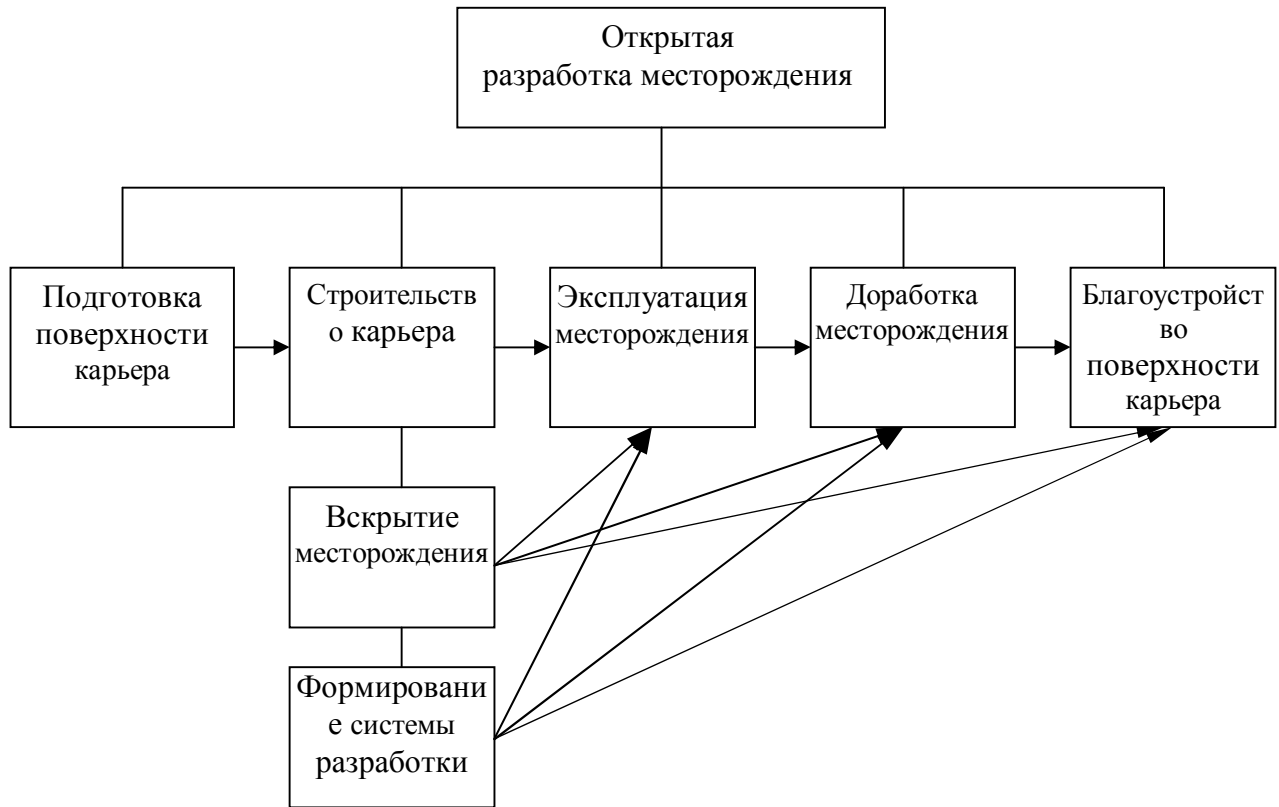 Открытая
разработка месторождения
Подготовка
поверхности
карьера
Строительств
о карьера
Эксплуатация
месторождения
Доработка
месторождения
Благоустройст
во
поверхности
карьера
Вскрытие
месторождения
Формировани
е системы
разработки